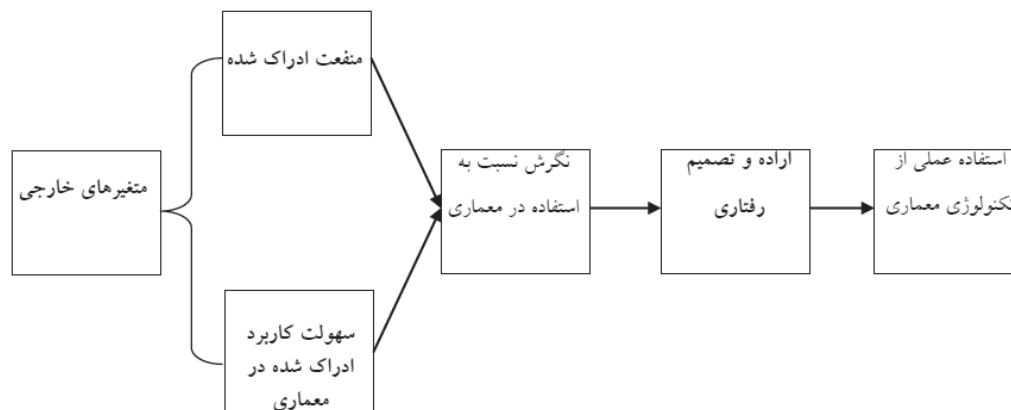 متغیرهای خارجی
منفعت ادراک شده
سهولت کاربرد
ادراک شده در
معماری
نگرش نسبت به
استفاده در معماری
اراده و تصمیم
رفتاری
استفاده عملی از
تکنولوژی معماری